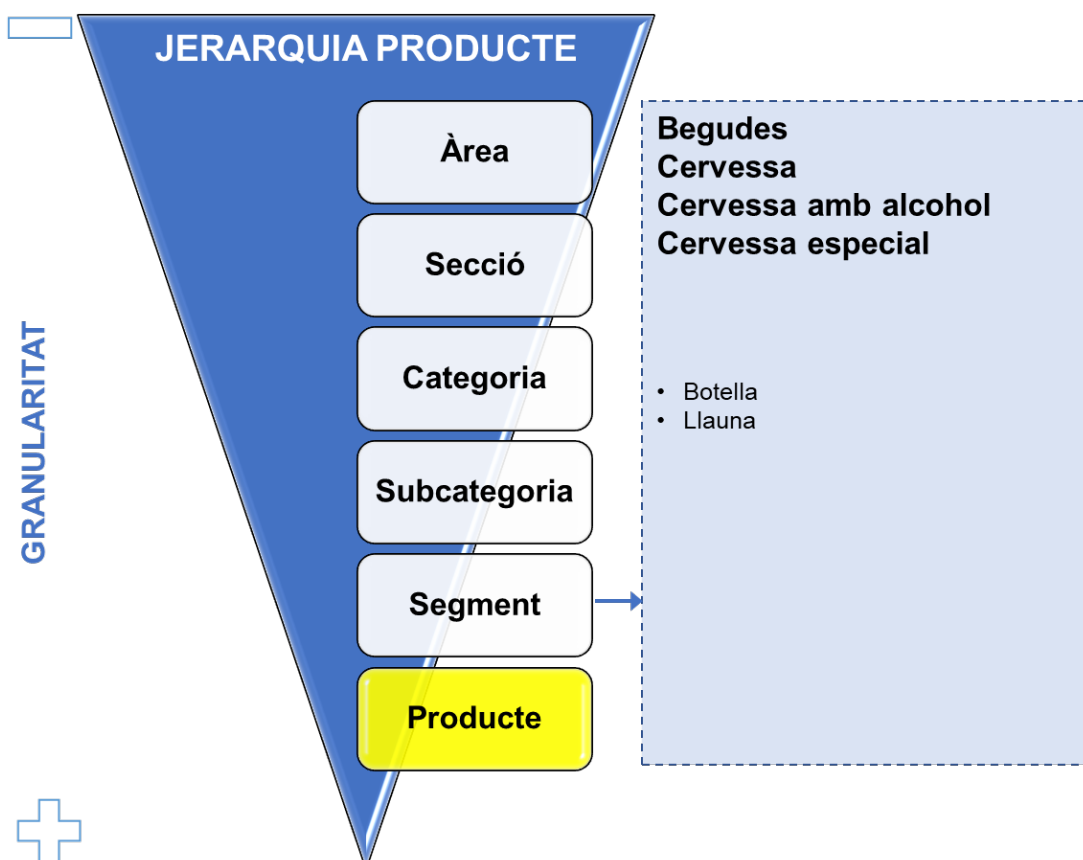 JERARQUIA PRODUCTE
GRANULARITAT
Àrea
Secció
Categoria
Subcategoria
Segment
Producte
Begudes
Cervessa
Cervessa amb alcohol
Cervessa especial
• Botella
• Llauna